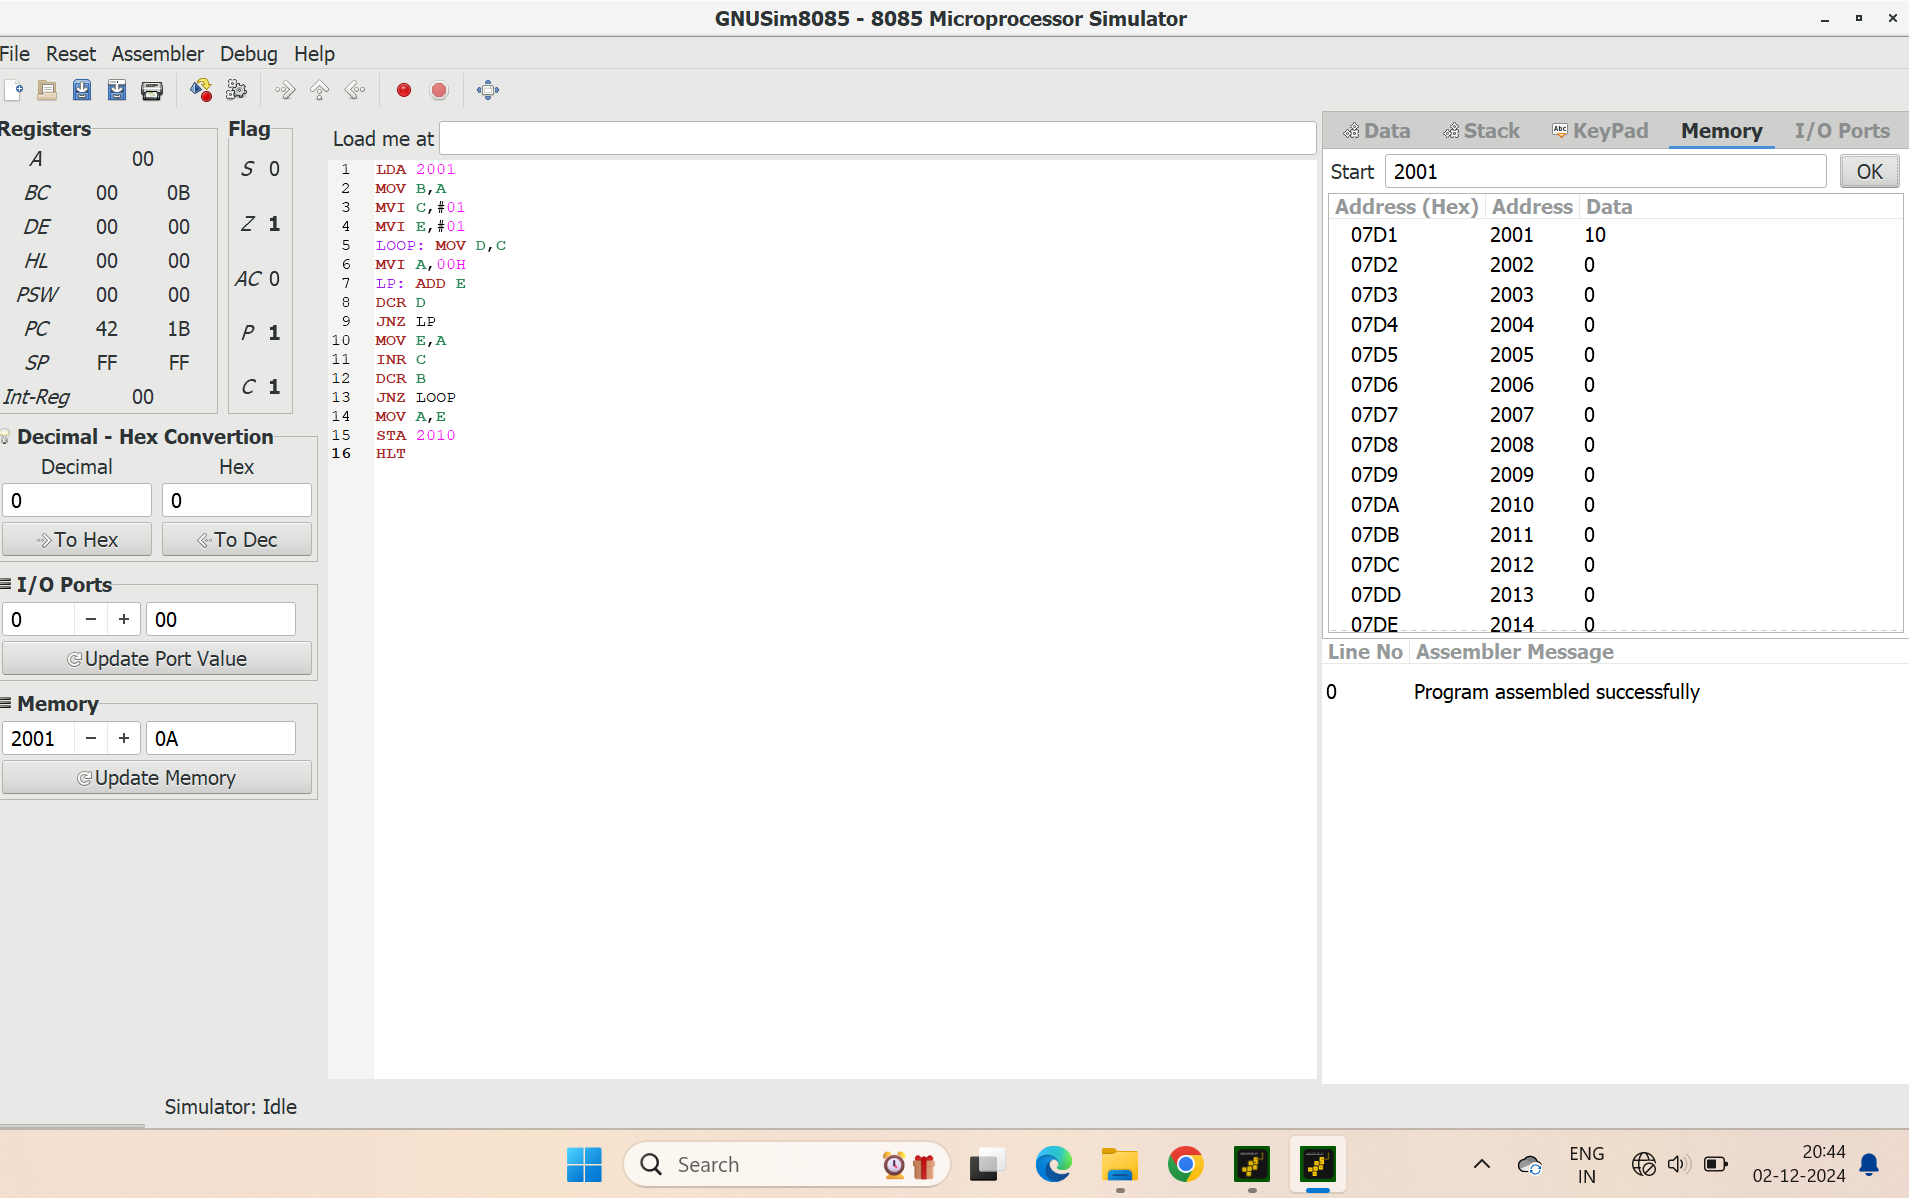 GNUSim8085 - 8085 Microprocessor Simulator
File Reset Assembler Debug Help
Registers
A 00
BC 00 0B
DE 00 00
HL 00 00
PSW 00 00
PC 42 1B
SP FF FF
Int-Reg 00
Flag
S 0
Z 1
AC 0
P 1
C 1
Decimal - Hex Convertion
Decimal Hex
0 0
To Hex To Dec
I/O Ports
0 − + 00
Update Port Value
Memory
2001 − + 0A
Update Memory
Load me at
1 LDA 2001
2 MOV B,A
3 MVI C,#01
4 MVI E,#01
5 LOOP: MOV D,C
6 MVI A,00H
7 LP: ADD E
8 DCR D
9 JNZ LP
10 MOV E,A
11 INR C
12 DCR B
13 JNZ LOOP
14 MOV A,E
15 STA 2010
16 HLT
Data Stack Abc KeyPad Memory I/O Ports
Start 2001 OK
Address (Hex) Address Data
07D1 2001 10
07D2 2002 0
07D3 2003 0
07D4 2004 0
07D5 2005 0
07D6 2006 0
07D7 2007 0
07D8 2008 0
07D9 2009 0
07DA 2010 0
07DB 2011 0
07DC 2012 0
07DD 2013 0
07DE 2014 0
Line No Assembler Message
0 Program assembled successfully
Simulator: Idle
Search
ENG
IN
20:44
02-12-2024